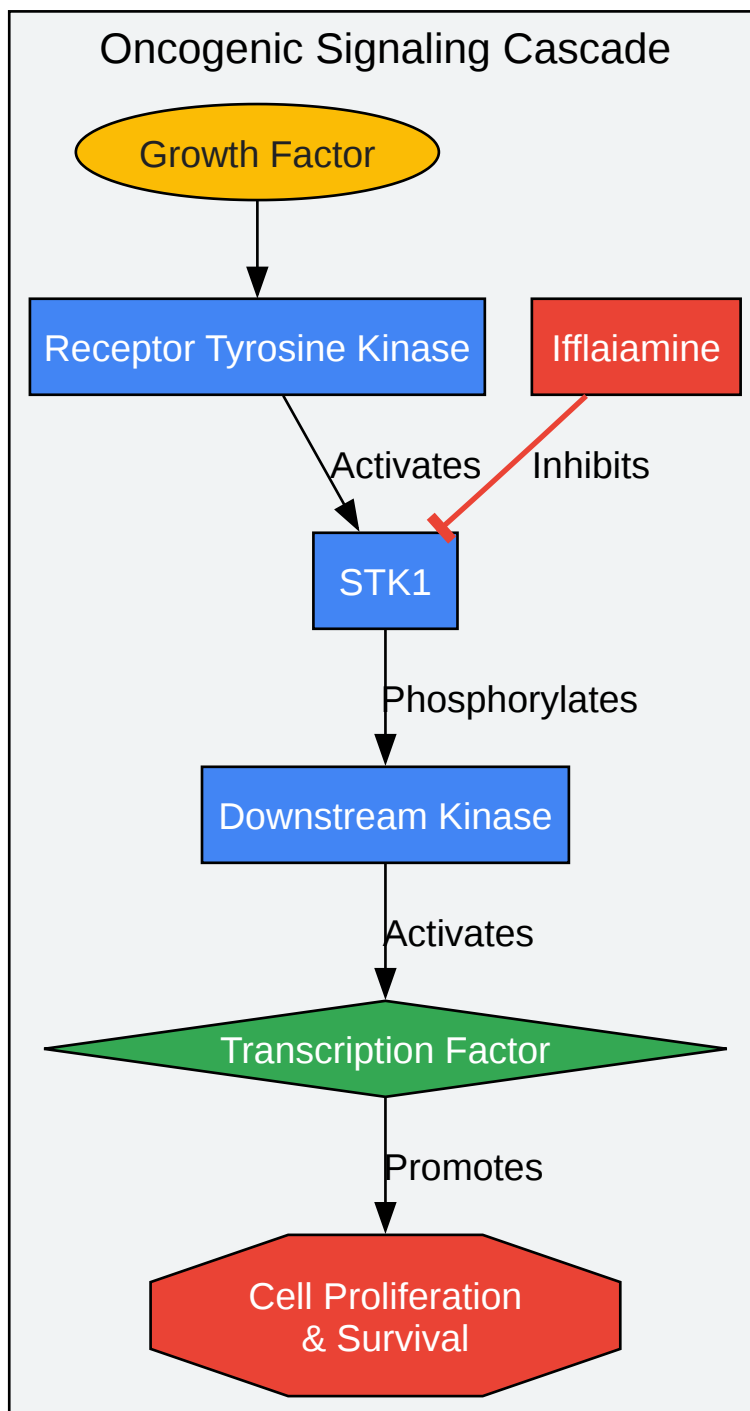 Oncogenic Signaling Cascade
Growth Factor
Receptor Tyrosine Kinase
Ifflaiamine
Activates
Inhibits
STK1
Phosphorylates
Downstream Kinase
Activates
Transcription Factor
Promotes
Cell Proliferation
& Survival